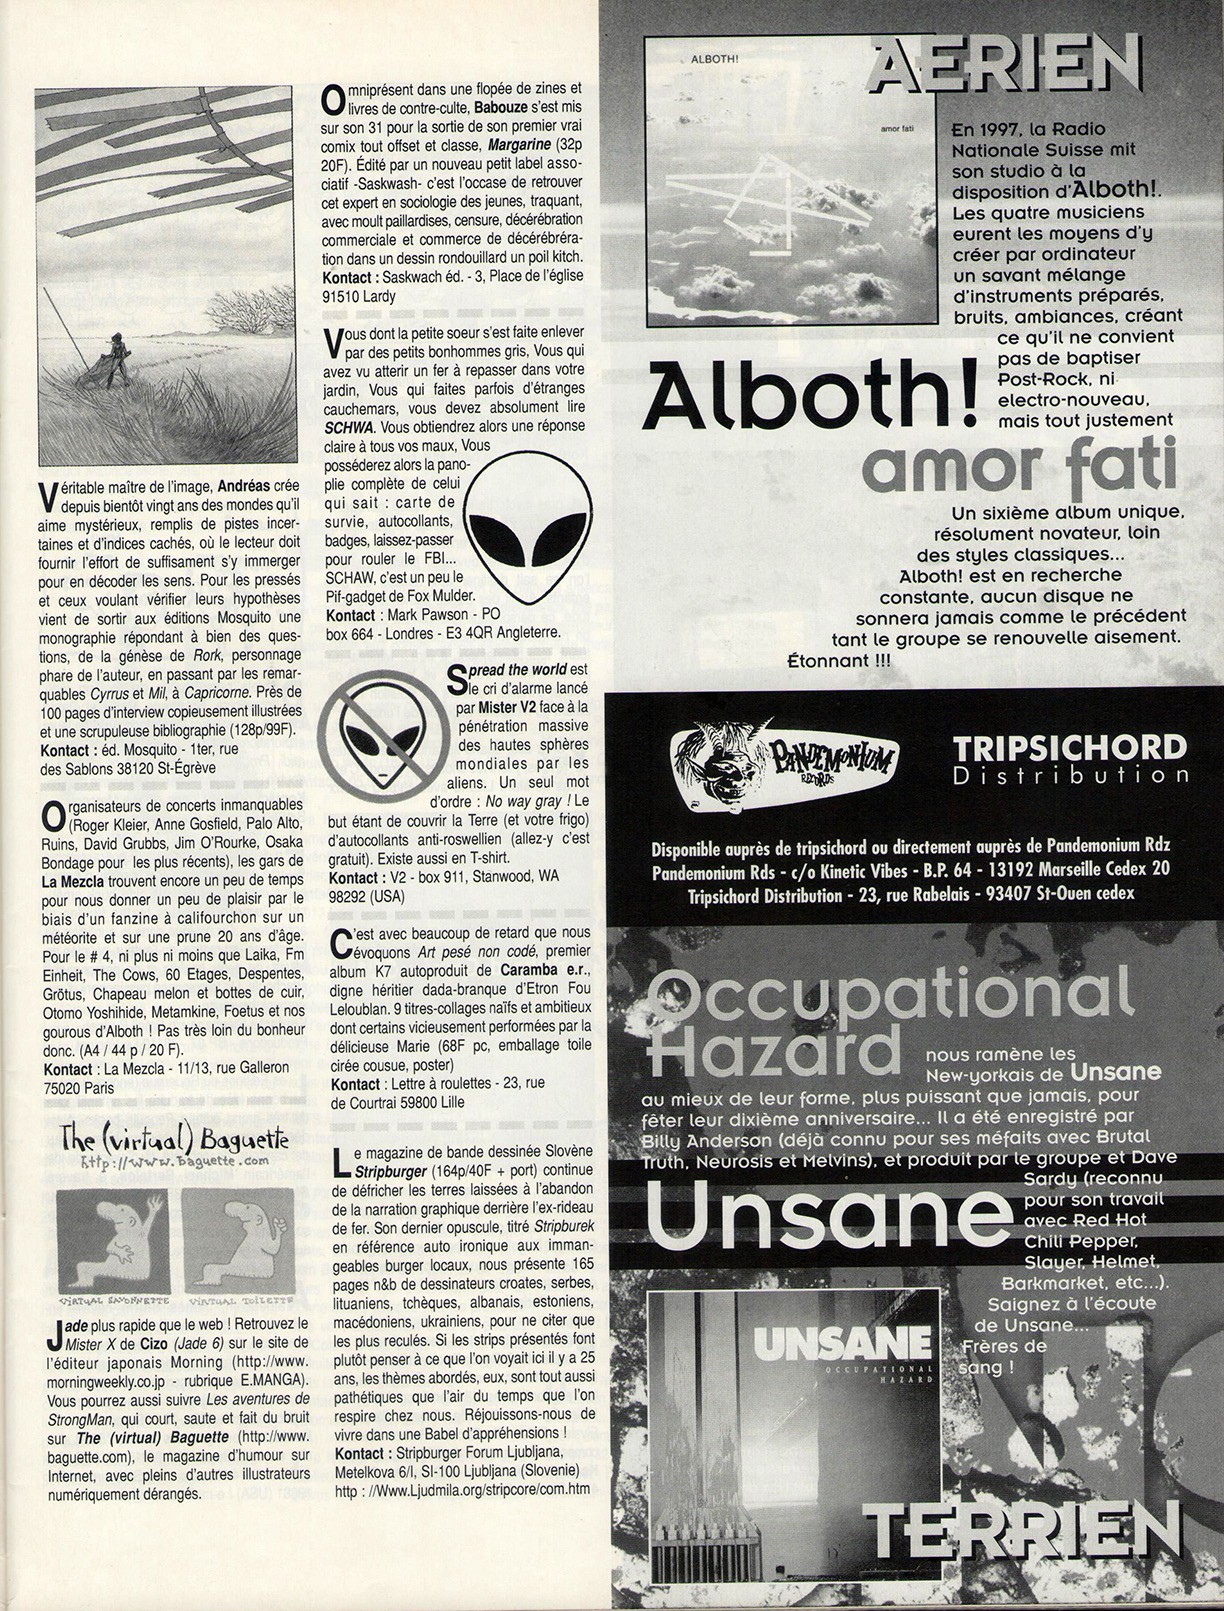 Véritable maître de l'image, Andréas crée
depuis bientôt vingt ans des mondes qu'il
aime mystérieux, remplis de pistes incer-
taines et d'indices cachés, où le lecteur doit
fournir l'effort de suffisament s'y immerger
pour en décoder les sens. Pour les pressés
et ceux voulant vérifier leurs hypothèses
vient de sortir aux éditions Mosquito une
monographie répondant à bien des ques-
tions, de la génèse de Rork, personnage
phare de l'auteur, en passant par les remar-
quables Cyrrus et Mil, à Capricorne. Près de
100 pages d'interview copieusement illustrées
et une scrupuleuse bibliographie (128p/99F).
Kontact : éd. Mosquito - 1ter, rue
des Sablons 38120 St-Égrève
Organisateurs de concerts inmanquables
(Roger Kleier, Anne Gosfield, Palo Alto,
Ruins, David Grubbs, Jim O'Rourke, Osaka
Bondage pour les plus récents), les gars de
La Mezcla trouvent encore un peu de temps
pour nous donner un peu de plaisir par le
biais d'un fanzine à califourchon sur un
météorite et sur une prune 20 ans d'âge.
Pour le # 4, ni plus ni moins que Laika, Fm
Einheit, The Cows, 60 Etages, Despentes,
Grötus, Chapeau melon et bottes de cuir,
Otomo Yoshihide, Metamkine, Foetus et nos
gourous d'Alboth ! Pas très loin du bonheur
donc. (A4 / 44 p / 20 F).
Kontact : La Mezcla - 11/13, rue Galleron
75020 Paris
The (virtual) Baguette
http://www.baguette.com
VIRTUAL SAVONNETTE
VIRTUAL TOILETTE
Jade plus rapide que le web ! Retrouvez le
Mister X de Cizo (Jade 6) sur le site de
l'éditeur japonais Morning (http://www.
morningweekly.co.jp - rubrique E.MANGA).
Vous pourrez aussi suivre Les aventures de
StrongMan, qui court, saute et fait du bruit
sur The (virtual) Baguette (http://www.
baguette.com), le magazine d'humour sur
Internet, avec pleins d'autres illustrateurs
numériquement dérangés.
Omniprésent dans une flopée de zines et
livres de contre-culte, Babouze s'est mis
sur son 31 pour la sortie de son premier vrai
comix tout offset et classe, Margarine (32p
20F). Édité par un nouveau petit label asso-
ciatif -Saskwash- c'est l'occase de retrouver
cet expert en sociologie des jeunes, traquant,
avec moult paillardises, censure, décérébration
commerciale et commerce de décérébréra-
tion dans un dessin rondouillard un poil kitch.
Kontact : Saskwach éd. - 3, Place de l'église
91510 Lardy
Vous dont la petite soeur s'est faite enlever
par des petits bonhommes gris, Vous qui
avez vu atterir un fer à repasser dans votre
jardin, Vous qui faites parfois d'étranges
cauchemars, vous devez absolument lire
SCHWA. Vous obtiendrez alors une réponse
claire à tous vos maux, Vous
posséderez alors la pano-
plie complète de celui
qui sait : carte de
survie, autocollants,
badges, laissez-passer
pour rouler le FBI...
SCHAW, c'est un peu le
Pif-gadget de Fox Mulder.
Kontact : Mark Pawson - PO
box 664 - Londres - E3 4QR Angleterre.
Spread the world est
le cri d'alarme lancé
par Mister V2 face à la
pénétration massive
des hautes sphères
mondiales par les
aliens. Un seul mot
d'ordre : No way gray ! Le
but étant de couvrir la Terre (et votre frigo)
d'autocollants anti-roswellien (allez-y c'est
gratuit). Existe aussi en T-shirt.
Kontact : V2 - box 911, Stanwood, WA
98292 (USA)
C'est avec beaucoup de retard que nous
évoquons Art pesé non codé, premier
album K7 autoproduit de Caramba e.r.,
digne héritier dada-branque d'Etron Fou
Leloublan. 9 titres-collages naïfs et ambitieux
dont certains vicieusement performées par la
délicieuse Marie (68F pc, emballage toile
cirée cousue, poster)
Kontact : Lettre à roulettes - 23, rue
de Courtrai 59800 Lille
Le magazine de bande dessinée Slovène
Stripburger (164p/40F + port) continue
de défricher les terres laissées à l'abandon
de la narration graphique derrière l'ex-rideau
de fer. Son dernier opuscule, titré Stripburek
en référence auto ironique aux imman-
geables burger locaux, nous présente 165
pages n&b de dessinateurs croates, serbes,
lituaniens, tchèques, albanais, estoniens,
macédoniens, ukrainiens, pour ne citer que
les plus reculés. Si les strips présentés font
plutôt penser à ce que l'on voyait ici il y a 25
ans, les thèmes abordés, eux, sont tout aussi
pathétiques que l'air du temps que l'on
respire chez nous. Réjouissons-nous de
vivre dans une Babel d'appréhensions !
Kontact : Stripburger Forum Ljubljana,
Metelkova 6/I, SI-100 Ljubljana (Slovenie)
http : //Www.Ljudmila.org/stripcore/com.htm
AERIEN
ALBOTH!
amor fati
En 1997, la Radio
Nationale Suisse mit
son studio à la
disposition d'Alboth!.
Les quatre musiciens
eurent les moyens d'y
créer par ordinateur
un savant mélange
d'instruments préparés,
bruits, ambiances, créant
ce qu'il ne convient
pas de baptiser
Post-Rock, ni
electro-nouveau,
mais tout justement
Alboth!
amor fati
Un sixième album unique,
résolument novateur, loin
des styles classiques...
Alboth! est en recherche
constante, aucun disque ne
sonnera jamais comme le précédent
tant le groupe se renouvelle aisement.
Étonnant !!!
PANDEMONIUM
RECORDS
TRIPSICHORD
Distribution
Disponible auprès de tripsichord ou directement auprès de Pandemonium Rdz
Pandemonium Rds - c/o Kinetic Vibes - B.P. 64 - 13192 Marseille Cedex 20
Tripsichord Distribution - 23, rue Rabelais - 93407 St-Ouen cedex
Occupational
Hazard
nous ramène les
New-yorkais de Unsane
au mieux de leur forme, plus puissant que jamais, pour
fêter leur dixième anniversaire... Il a été enregistré par
Billy Anderson (déjà connu pour ses méfaits avec Brutal
Truth, Neurosis et Melvins), et produit par le groupe et Dave
Sardy (reconnu
pour son travail
avec Red Hot
Chili Pepper,
Slayer, Helmet,
Barkmarket, etc...).
Saignez à l'écoute
de Unsane...
Frères de
sang !
Unsane
UNSANE
OCCUPATIONAL
HAZARD
TERRIEN